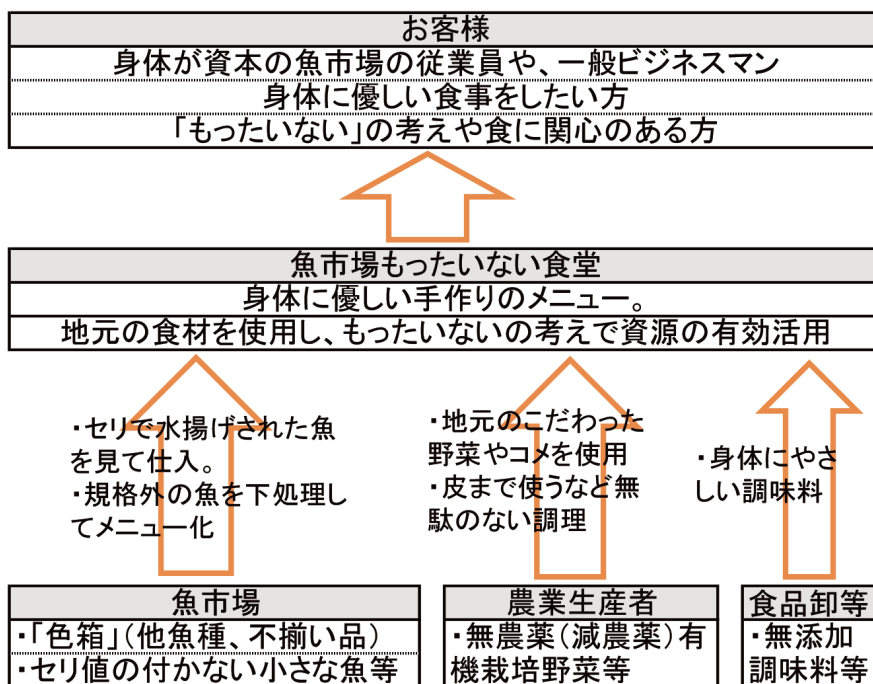 お客様
身体が資本の魚市場の従業員や、一般ビジネスマン
身体に優しい食事をしたい方
「もったいない」の考えや食に関心のある方
魚市場もったいない食堂
身体に優しい手作りのメニュー。
地元の食材を使用し、もったいないの考えで資源の有効活用
・セリで水揚げされた魚
を見て仕入。
・規格外の魚を下処理し
てメニュー化
・地元のこだわった
野菜やコメを使用
・皮まで使うなど無
駄のない調理
・身体にやさ
しい調味料
魚市場
・「色箱」(他魚種、不揃い品)
・セリ値の付かない小さな魚等
農業生産者
・無農薬(減農薬)有
機栽培野菜等
食品卸等
・無添加
調味料等